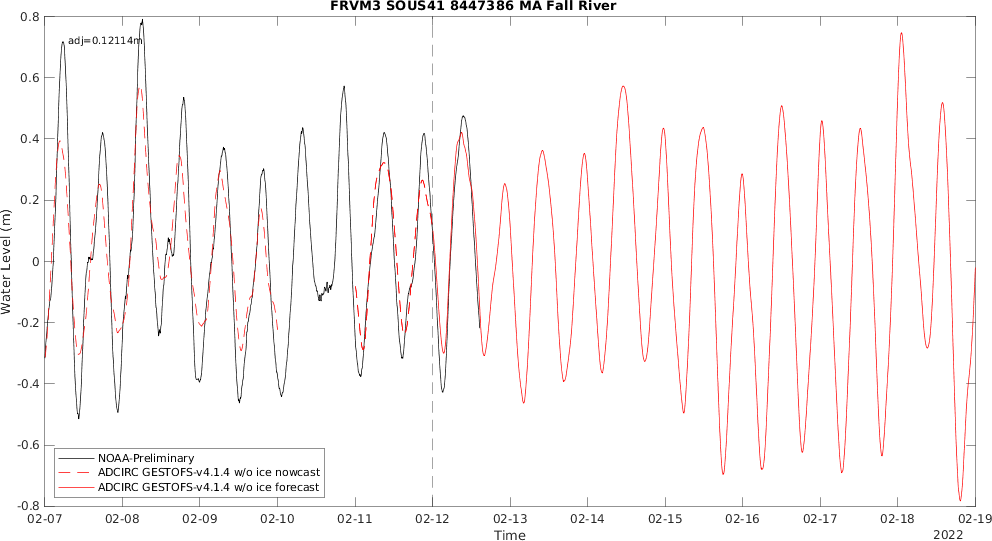 FRVM3 SOUS41 8447386 MA Fall River
adj=0.12114m
0.8
0.6
0.4
0.2
0
-0.2
-0.4
-0.6
-0.8
Water Level (m)
NOAA-Preliminary
ADCIRC GESTOFS-v4.1.4 w/o ice nowcast
ADCIRC GESTOFS-v4.1.4 w/o ice forecast
02-07 02-08 02-09 02-10 02-11 02-12 02-13 02-14 02-15 02-16 02-17 02-18 02-19
Time
2022